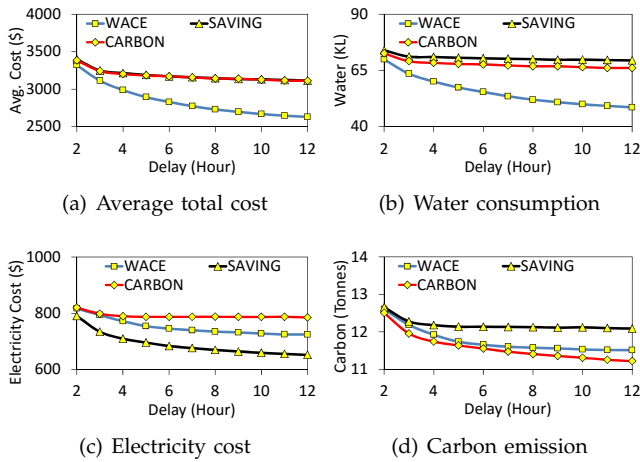 Avg. Cost ($)
4000
3500
3000
2500
WACE
SAVING
CARBON
2 4 6 8 10 12
Delay (Hour)
(a) Average total cost
Water (KL)
90
65
40
WACE
SAVING
CARBON
2 4 6 8 10 12
Delay (Hour)
(b) Water consumption
Electricity Cost ($)
1000
800
600
WACE
SAVING
CARBON
2 4 6 8 10 12
Delay (Hour)
(c) Electricity cost
Carbon (Tonnes)
14
13
12
11
WACE
SAVING
CARBON
2 4 6 8 10 12
Delay (Hour)
(d) Carbon emission